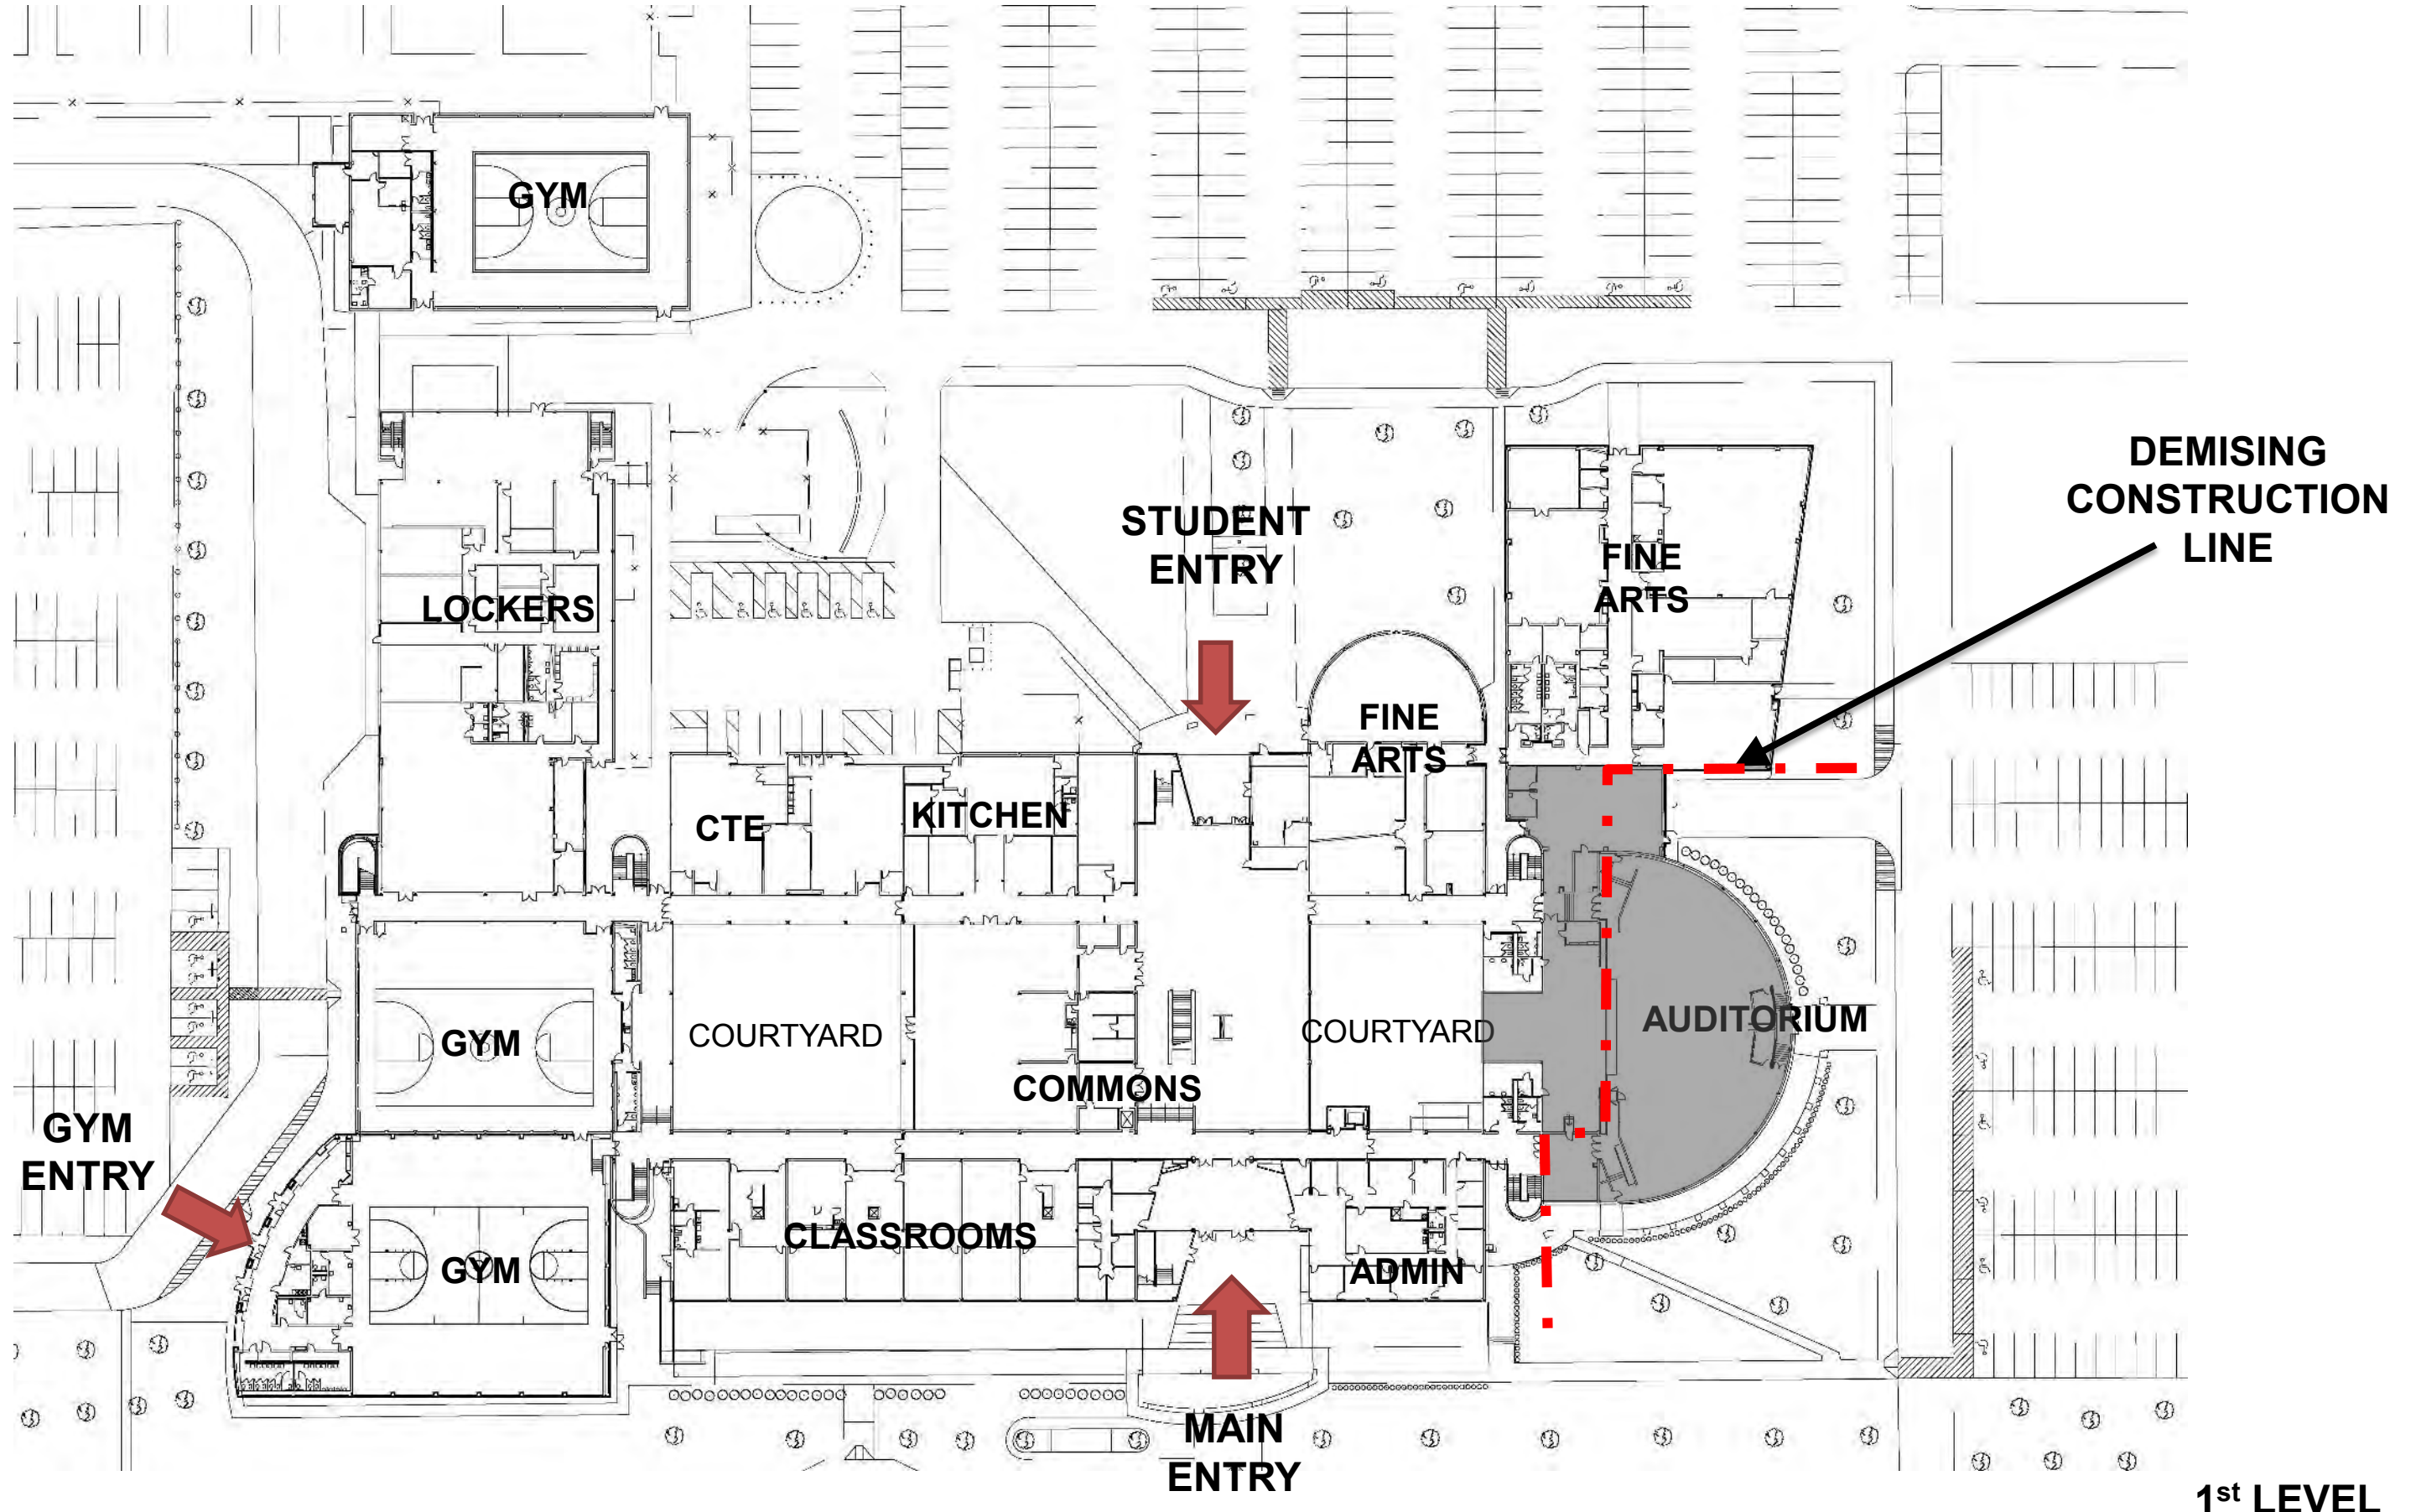 GYM
DEMISING
CONSTRUCTION
LINE
STUDENT
ENTRY
FINE
ARTS
LOCKERS
FINE
ARTS
CTE
KITCHEN
COURTYARD
COURTYARD
AUDITORIUM
GYM
COMMONS
GYM
ENTRY
CLASSROOMS
GYM
ADMIN
MAIN
ENTRY
1st LEVEL